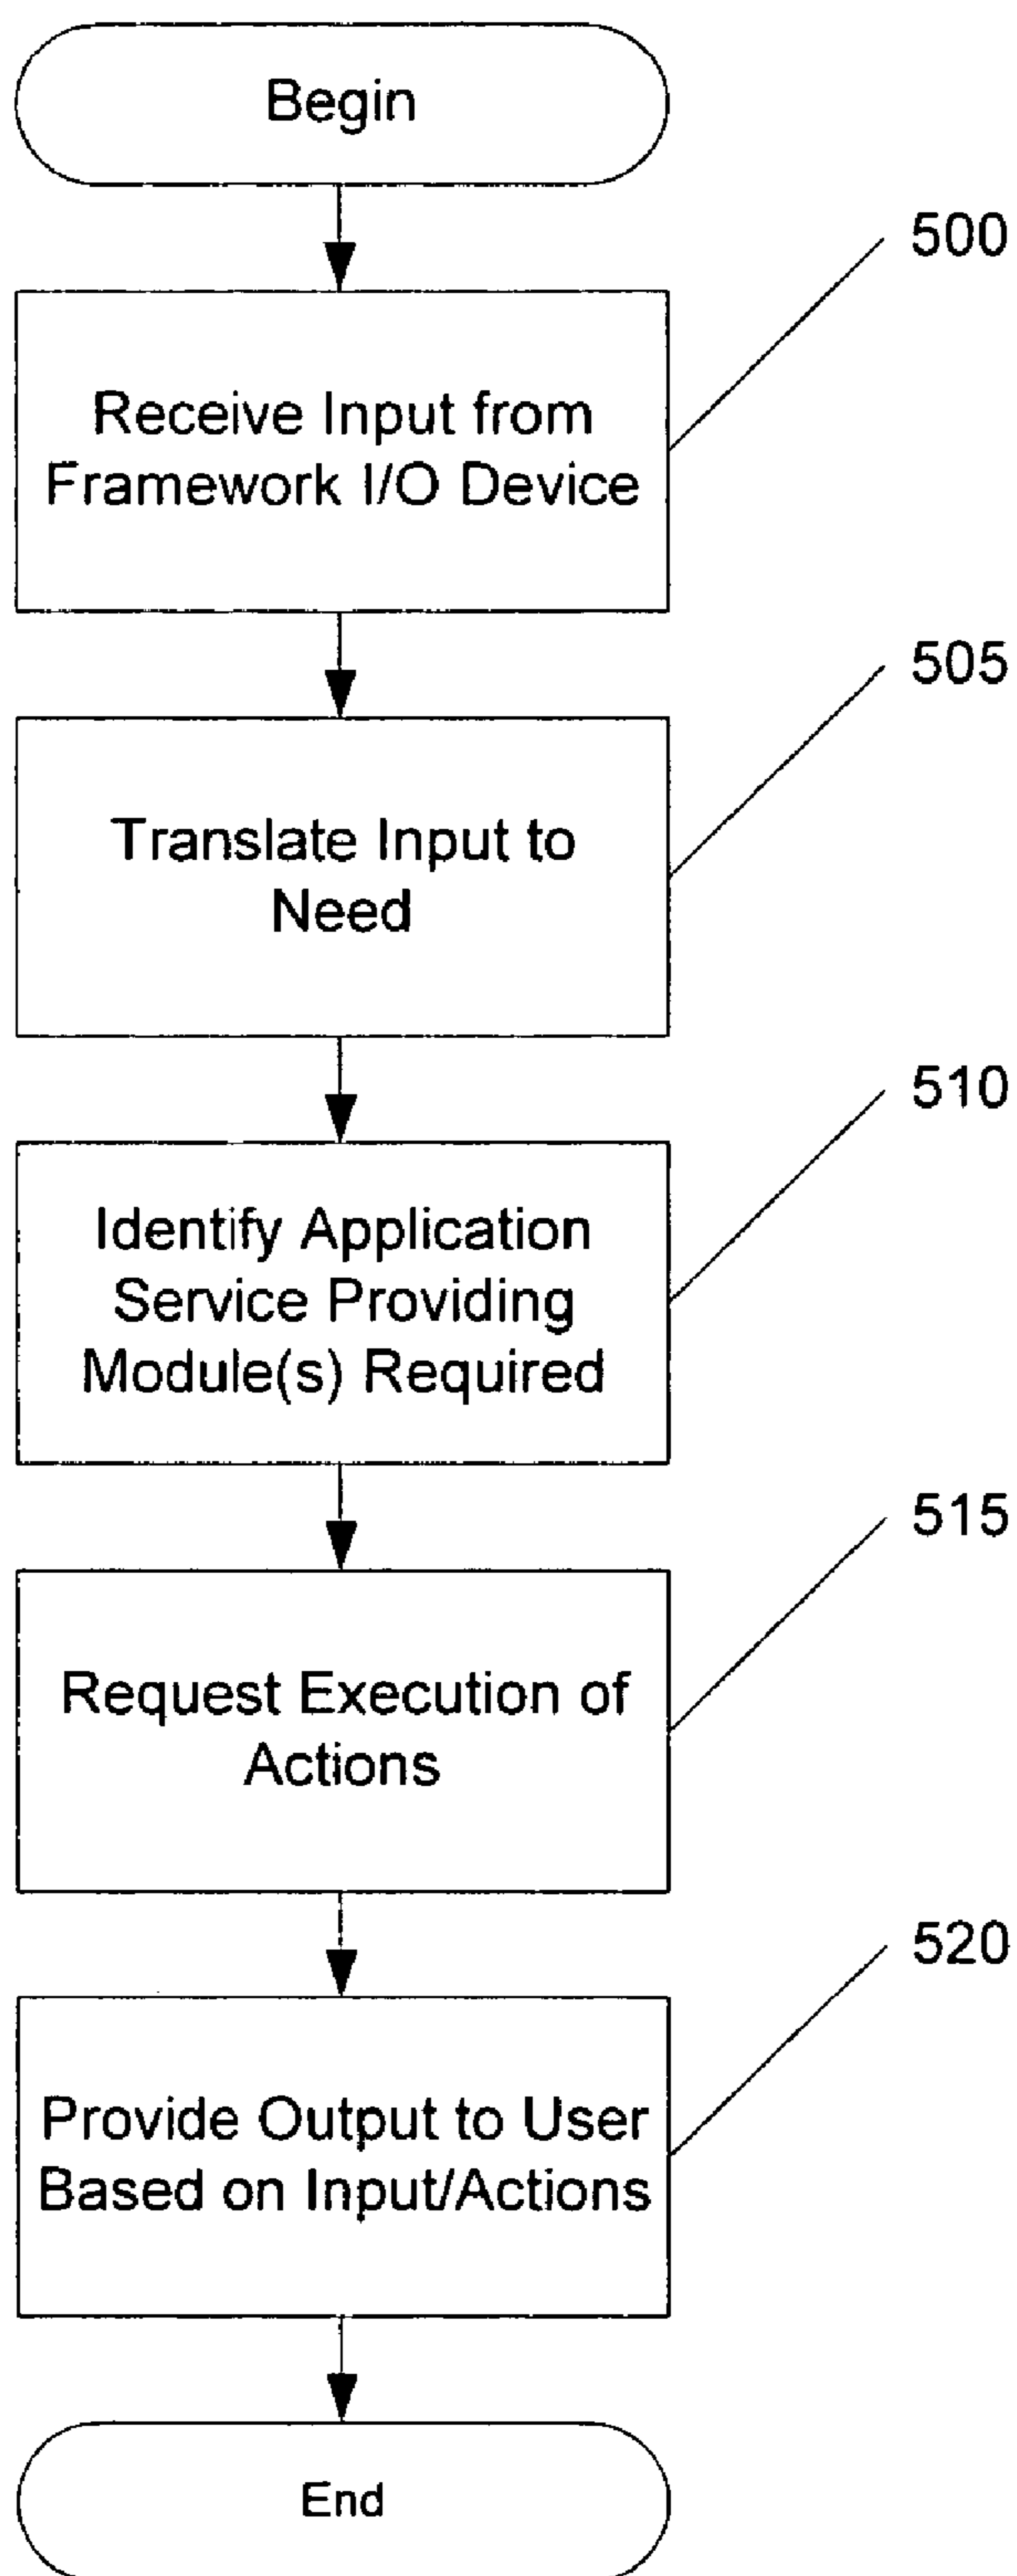 Begin
500
Receive Input from
Framework I/O Device
505
Translate Input to
Need
510
Identify Application
Service Providing
Module(s) Required
515
Request Execution of
Actions
520
Provide Output to User
Based on Input/Actions
End